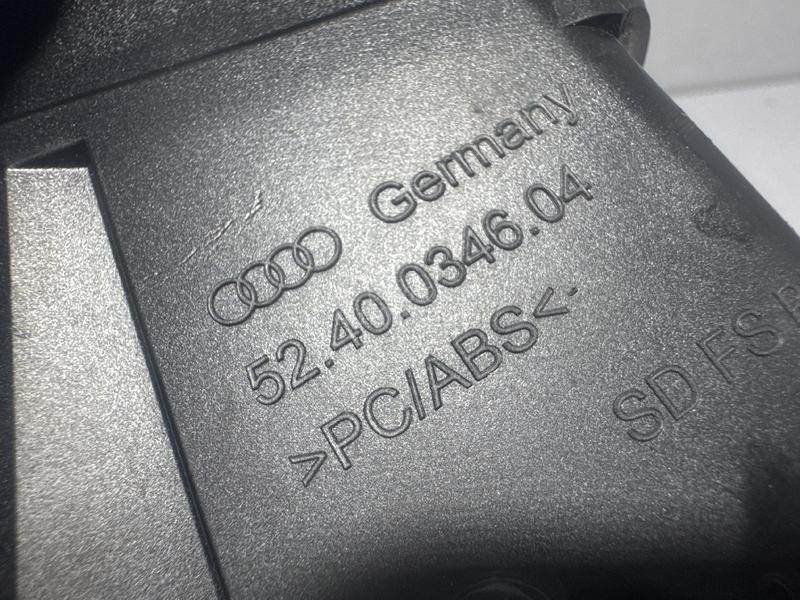 Germany
52.40.0346.04
>PC/ABS<
SD FS